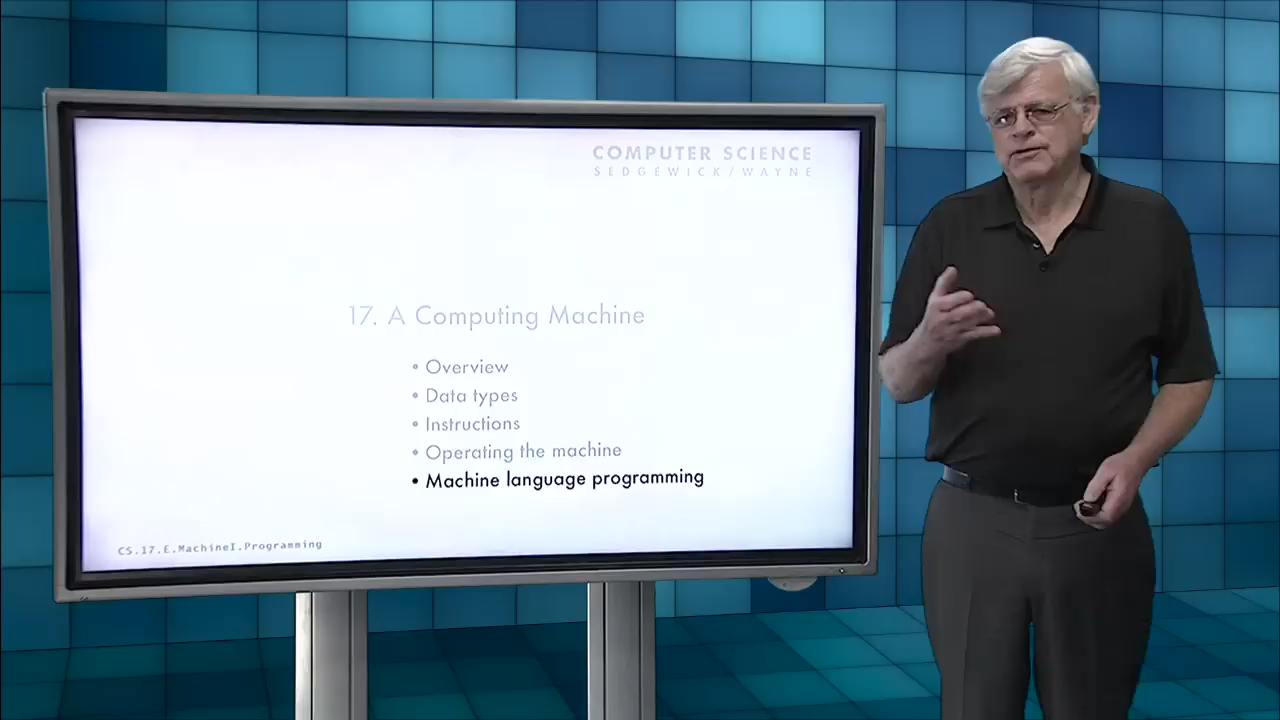 COMPUTER SCIENCE
SEDGEWICK/WAYNE
17. A Computing Machine
• Overview
• Data types
• Instructions
• Operating the machine
• Machine language programming
CS.17.E.MachineI.Programming